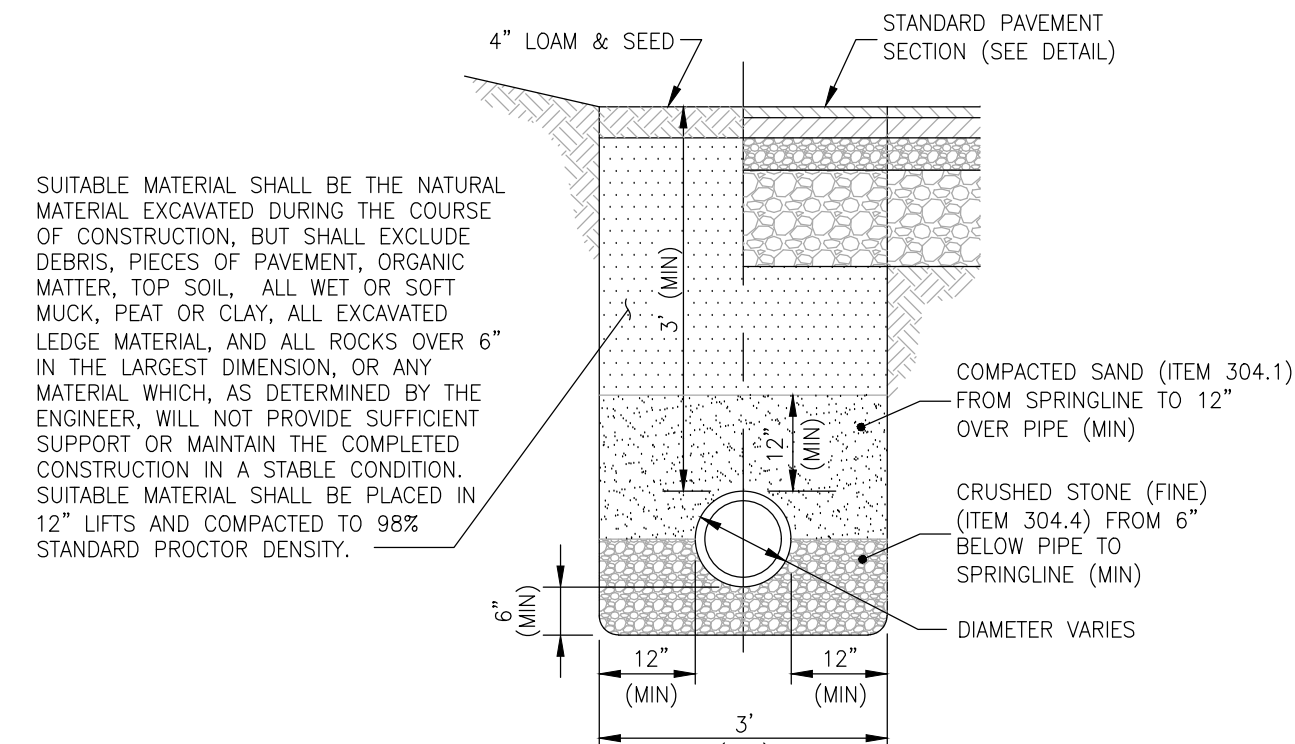 4” LOAM & SEED
STANDARD PAVEMENT
SECTION (SEE DETAIL)
SUITABLE MATERIAL SHALL BE THE NATURAL
MATERIAL EXCAVATED DURING THE COURSE
OF CONSTRUCTION, BUT SHALL EXCLUDE
DEBRIS, PIECES OF PAVEMENT, ORGANIC
MATTER, TOP SOIL, ALL WET OR SOFT
MUCK, PEAT OR CLAY, ALL EXCAVATED
LEDGE MATERIAL, AND ALL ROCKS OVER 6”
IN THE LARGEST DIMENSION, OR ANY
MATERIAL WHICH, AS DETERMINED BY THE
ENGINEER, WILL NOT PROVIDE SUFFICIENT
SUPPORT OR MAINTAIN THE COMPLETED
CONSTRUCTION IN A STABLE CONDITION.
SUITABLE MATERIAL SHALL BE PLACED IN
12” LIFTS AND COMPACTED TO 98%
STANDARD PROCTOR DENSITY.
3’ (MIN)
12”
(MIN)
COMPACTED SAND (ITEM 304.1)
FROM SPRINGLINE TO 12”
OVER PIPE (MIN)
CRUSHED STONE (FINE)
(ITEM 304.4) FROM 6”
BELOW PIPE TO
SPRINGLINE (MIN)
DIAMETER VARIES
6”
(MIN)
12”
(MIN)
12”
(MIN)
3’